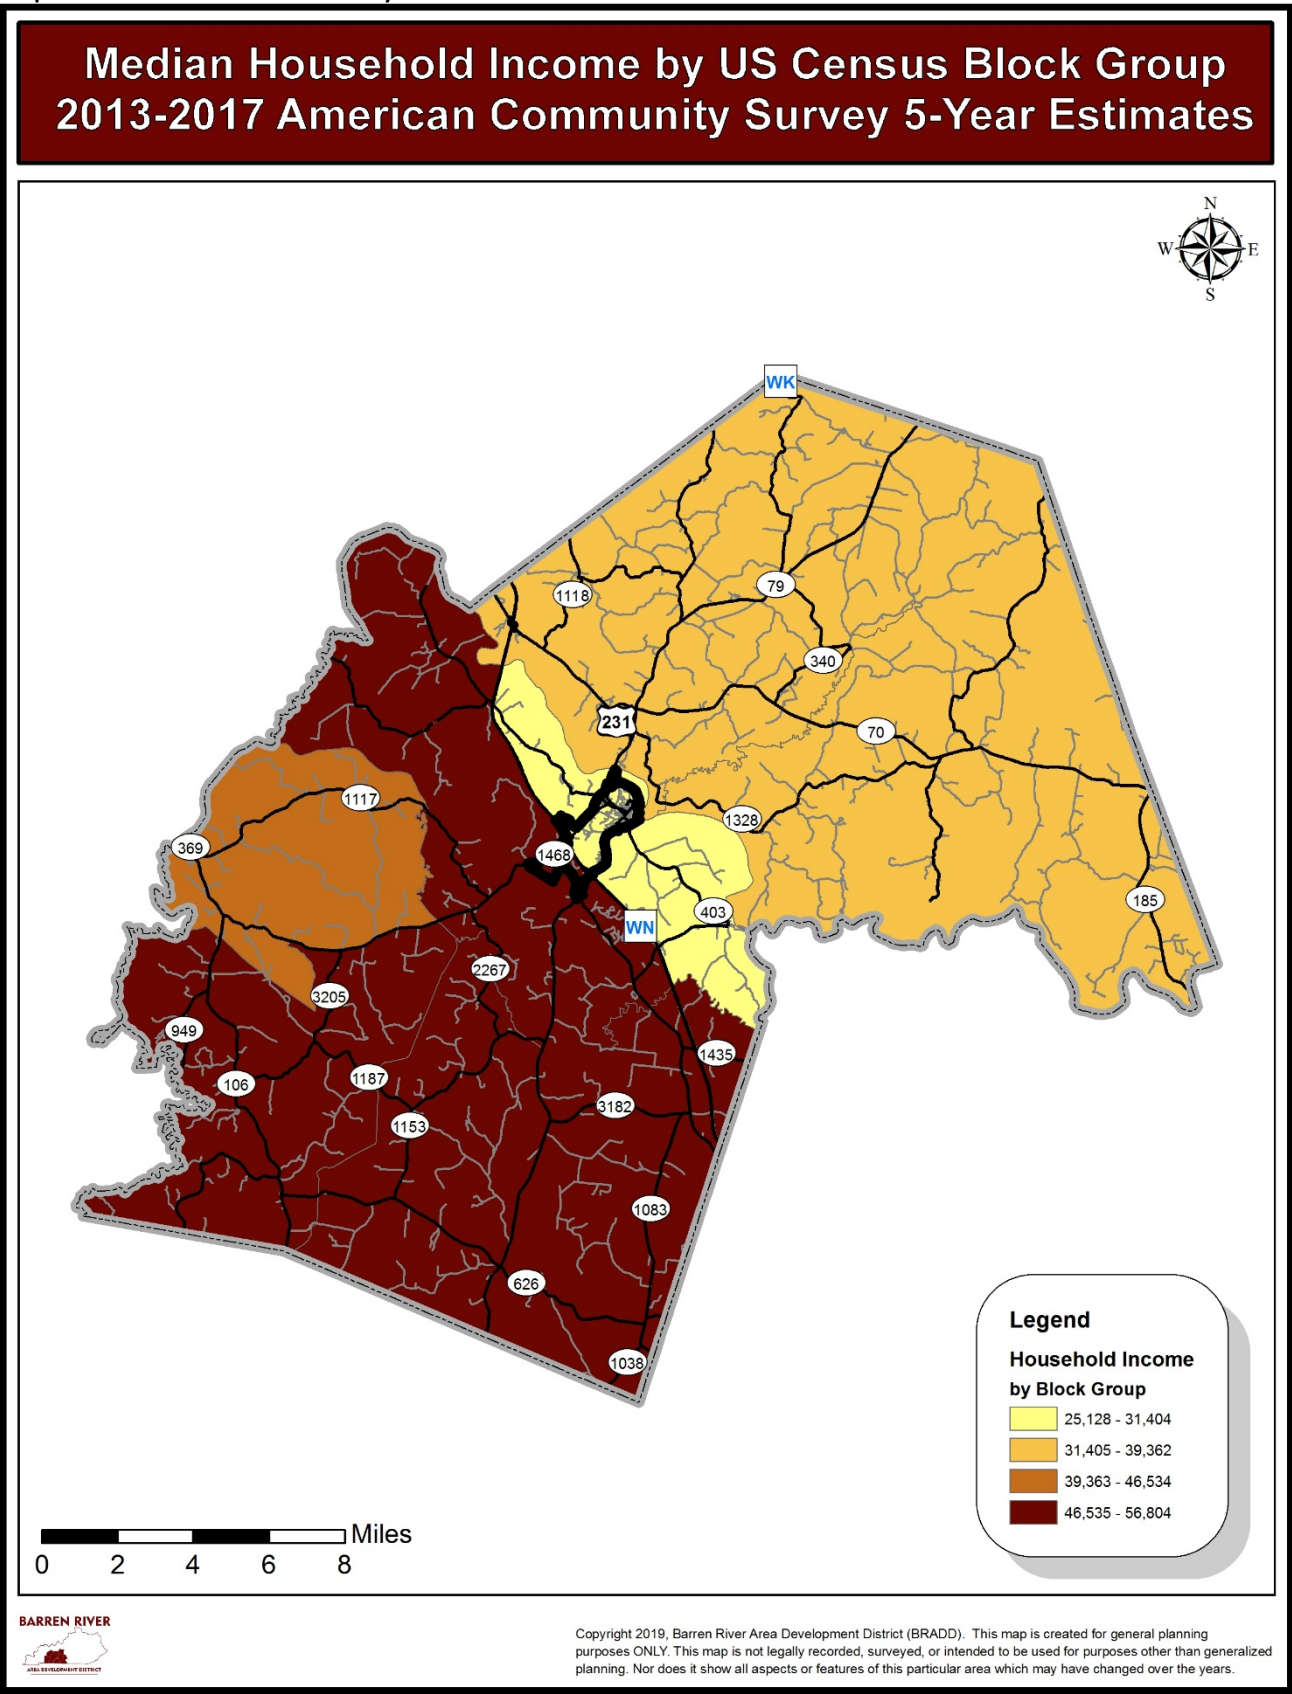 Median Household Income by US Census Block Group
2013-2017 American Community Survey 5-Year Estimates
N
W E
S
WK
1118
79
340
231
70
1117
1328
369
1468
403
185
WN
2267
3205
949
1435
106
1187
3182
1153
1083
626
1038
Legend
Household Income
by Block Group
25,128 - 31,404
31,405 - 39,362
39,363 - 46,534
46,535 - 56,804
Miles
0 2 4 6 8
BARREN RIVER
AREA DEVELOPMENT DISTRICT
Copyright 2019, Barren River Area Development District (BRADD). This map is created for general planning
purposes ONLY. This map is not legally recorded, surveyed, or intended to be used for purposes other than generalized
planning. Nor does it show all aspects or features of this particular area which may have changed over the years.